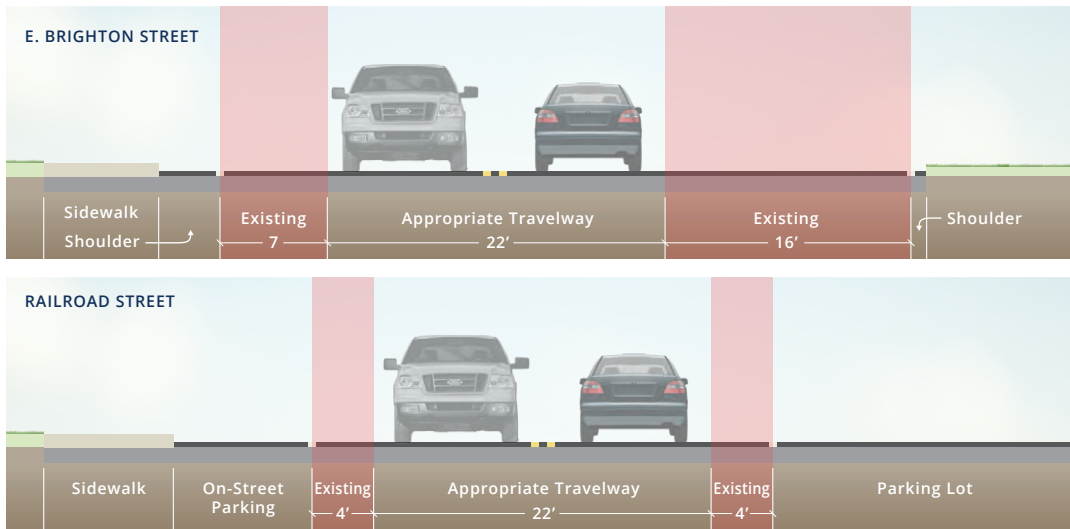 E. BRIGHTON STREET
Sidewalk
Shoulder
Existing
7
Appropriate Travelway
22’
Existing
16’
Shoulder
RAILROAD STREET
Sidewalk
On-Street
Parking
Existing
4’
Appropriate Travelway
22’
Existing
4’
Parking Lot